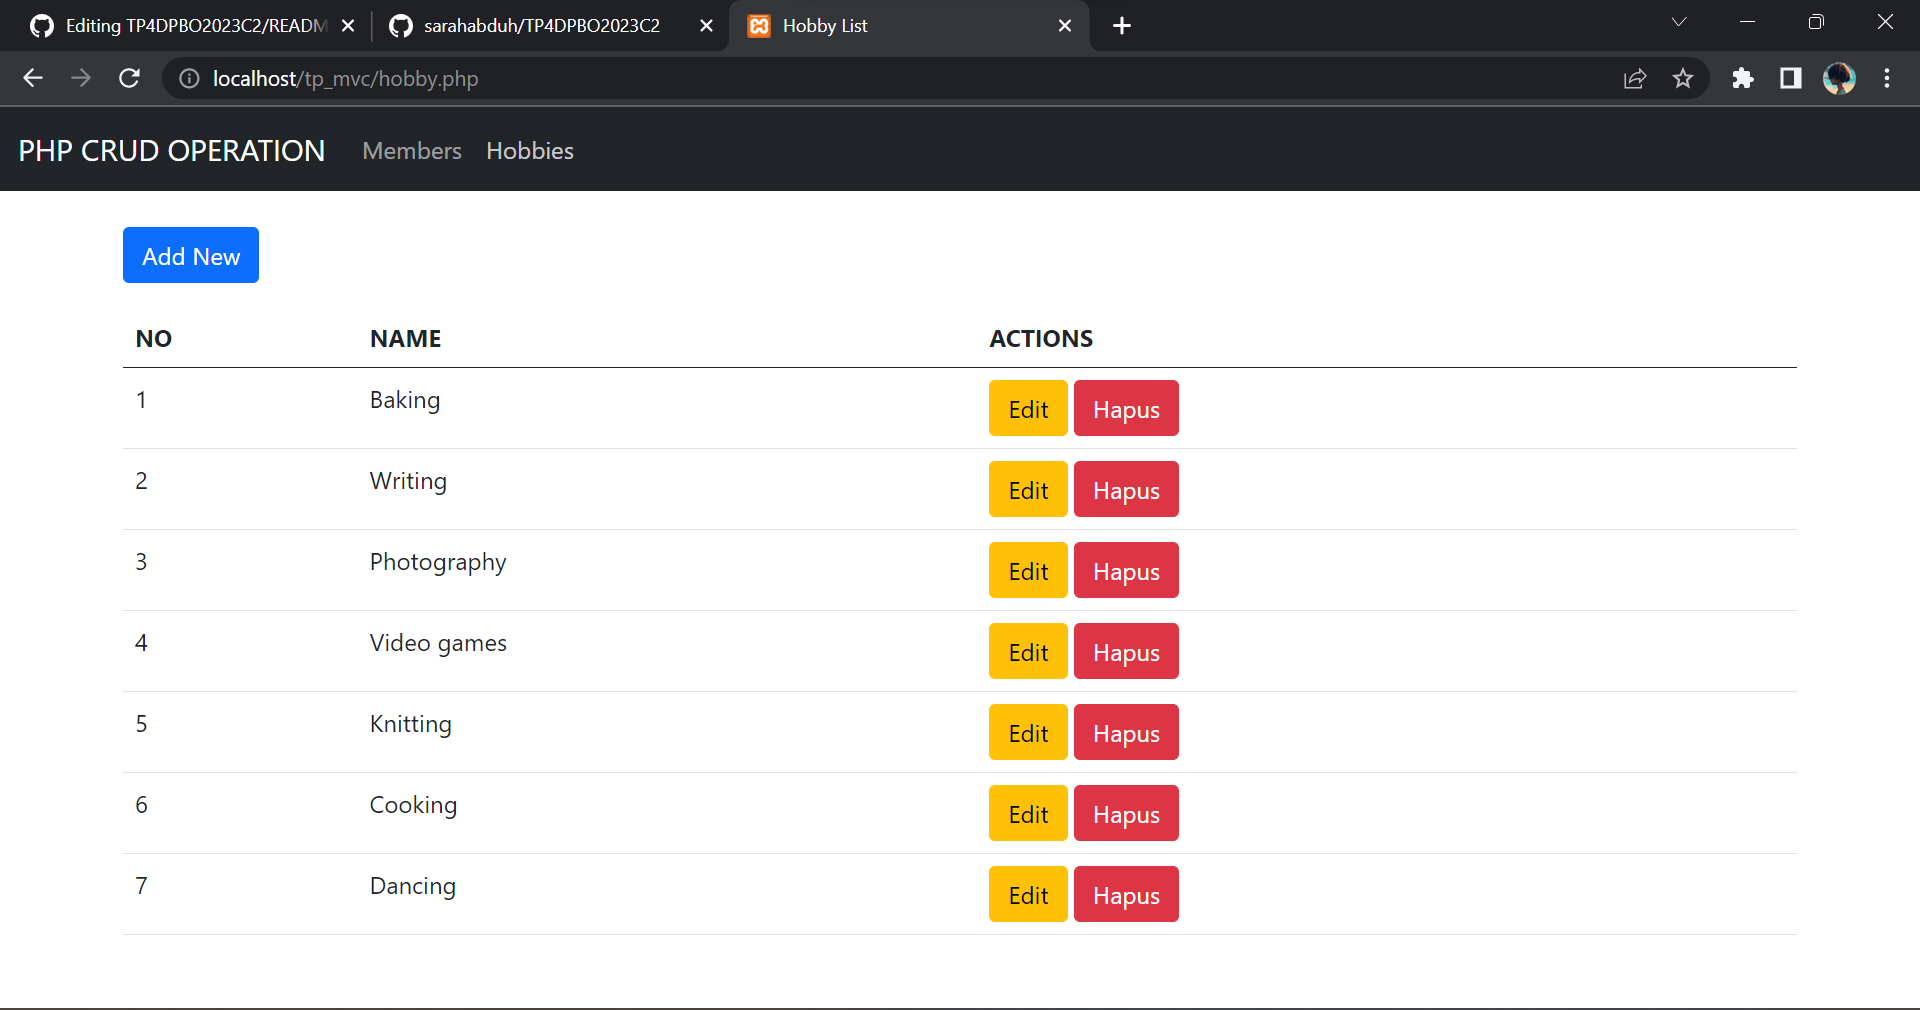 Editing TP4DPBO2023C2/READM
sarahabduh/TP4DPBO2023C2
Hobby List
localhost/tp_mvc/hobby.php
PHP CRUD OPERATION Members Hobbies
Add New
NO NAME ACTIONS
1 Baking Edit Hapus
2 Writing Edit Hapus
3 Photography Edit Hapus
4 Video games Edit Hapus
5 Knitting Edit Hapus
6 Cooking Edit Hapus
7 Dancing Edit Hapus